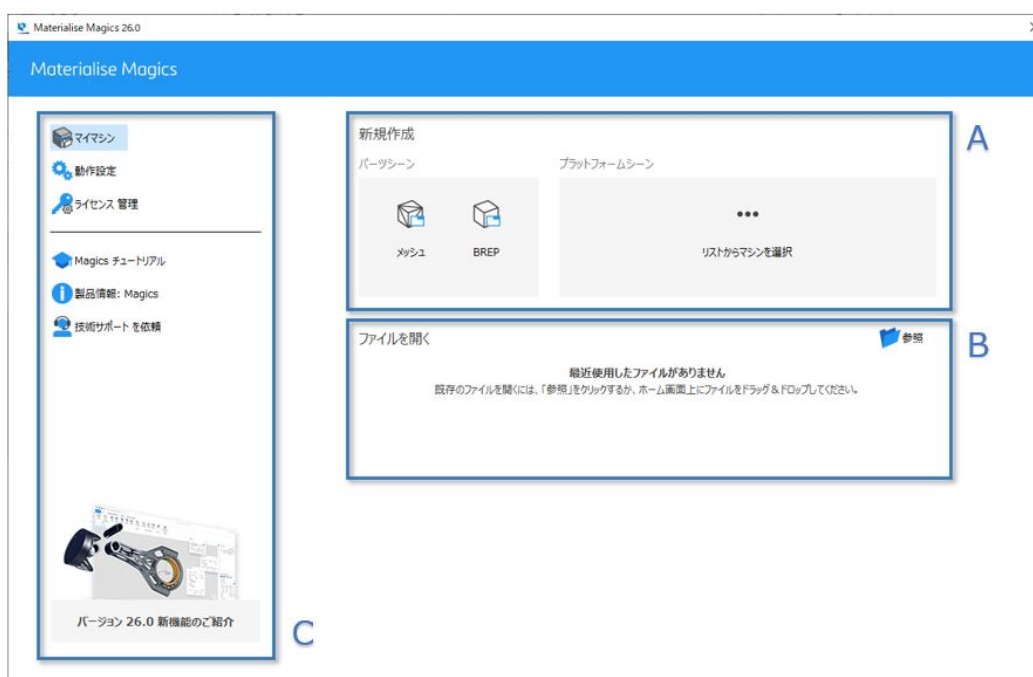 Materialise Magics 26.0
Materialise Magics
マイマシン
動作設定
ライセンス 管理
Magics チュートリアル
製品情報: Magics
技術サポート を依頼
バージョン 26.0 新機能のご紹介
C
新規作成
パーツシーン
プラットフォームシーン
メッシュ
BREP
リストからマシンを選択
A
ファイルを開く
参照
最近使用したファイルがありません
既存のファイルを開くには、「参照」をクリックするか、ホーム画面上にファイルをドラッグ&ドロップしてください。
B